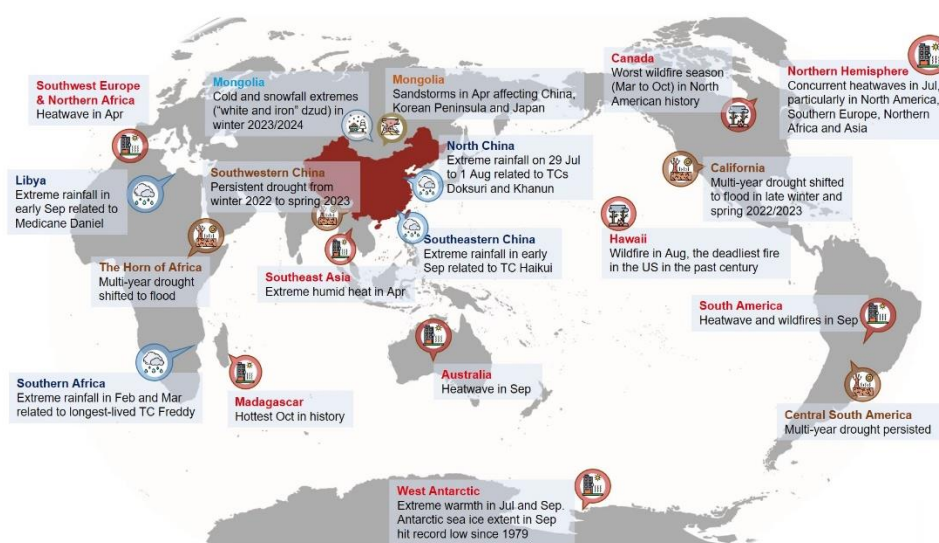 Southwest Europe
& Northern Africa
Heatwave in Apr
Mongolia
Cold and snowfall extremes
("white and iron" dzud) in
winter 2023/2024
Mongolia
Sandstorms in Apr affecting China,
Korean Peninsula and Japan
Canada
Worst wildfire season
(Mar to Oct) in North
American history
Northern Hemisphere
Concurrent heatwaves in Jul,
particularly in North America,
Southern Europe, Northern
Africa and Asia
North China
Extreme rainfall on 29 Jul
to 1 Aug related to TCs
Doksuri and Khanun
Libya
Extreme rainfall in
early Sep related to
Medicane Daniel
Southwestern China
Persistent drought from
winter 2022 to spring 2023
California
Multi-year drought shifted
to flood in late winter
and spring 2022/2023
The Horn of Africa
Multi-year drought
shifted to flood
Southeast Asia
Extreme humid heat in Apr
Southeastern China
Extreme rainfall in early
Sep related to TC Haikui
Hawaii
Wildfire in Aug, the deadliest fire
in the US in the past century
South America
Heatwave and wildfires in Sep
Southern Africa
Extreme rainfall in Feb and Mar
related to longest-lived TC Freddy
Madagascar
Hottest Oct in history
Australia
Heatwave in Sep
Central South America
Multi-year drought persisted
West Antarctic
Extreme warmth in Jul and Sep.
Antarctic sea ice extent in Sep
hit record low since 1979